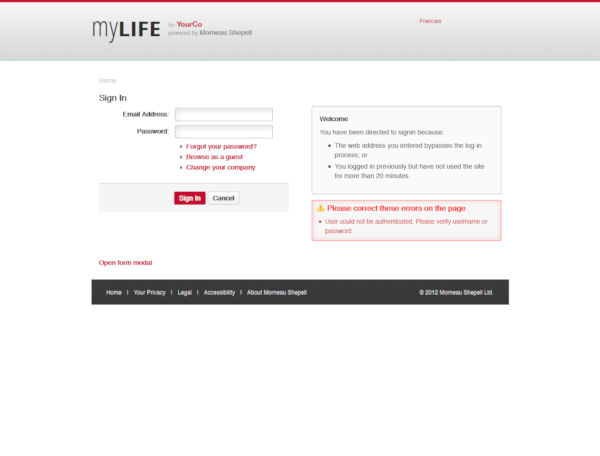 myLIFE for YourCo
powered by Morneau Shepell
Francais
Home
Sign In
Email Address:
Password:
Forgot your password?
Browse as a guest
Change your company
Sign In Cancel
Welcome
You have been directed to signin because:
The web address you entered bypasses the log-in
process; or
You logged in previously but have not used the site
for more than 20 minutes.
Please correct these errors on the page
User could not be authenticated. Please verify username or
password
Open form modal
Home | Your Privacy | Legal | Accessibility | About Morneau Shepell
© 2012 Morneau Shepell Ltd.